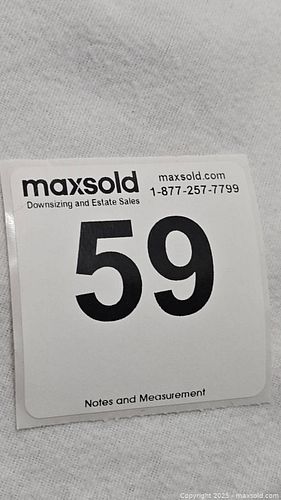 maxsold
Downsizing and Estate Sales
maxsold.com
1-877-257-7799
59
Notes and Measurement
Copyright 2025 - maxsold.com